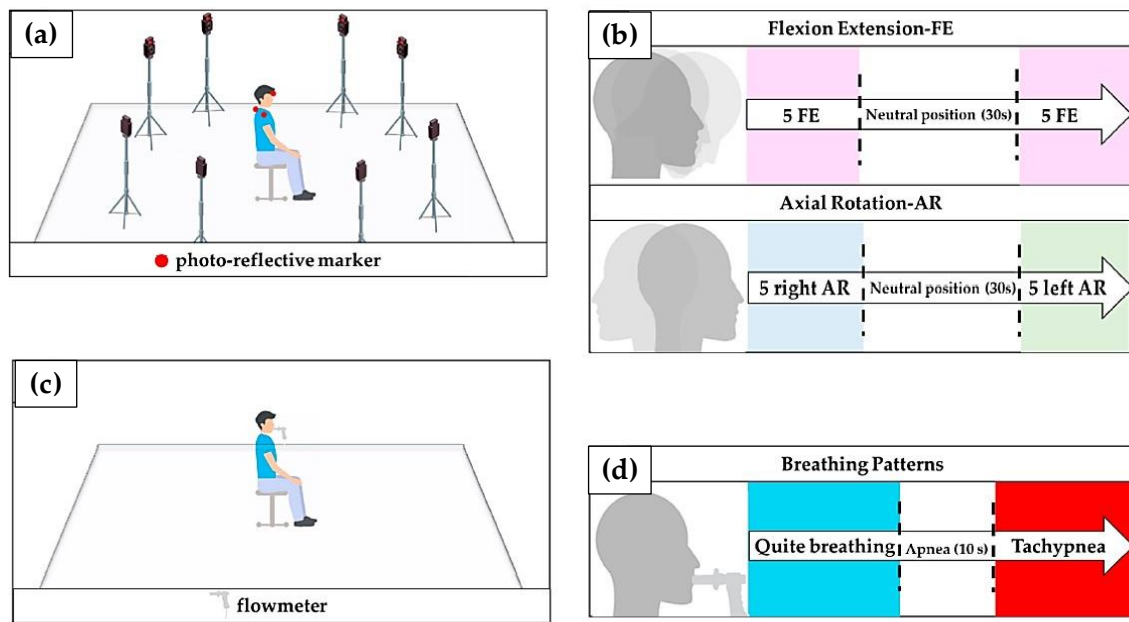 (a)
photo-reflective marker
(b)
Flexion Extension-FE
5 FE
Neutral position (30s)
5 FE
Axial Rotation-AR
5 right AR
Neutral position (30s)
5 left AR
(c)
flowmeter
(d)
Breathing Patterns
Quite breathing
Apnea (10 s)
Tachypnea